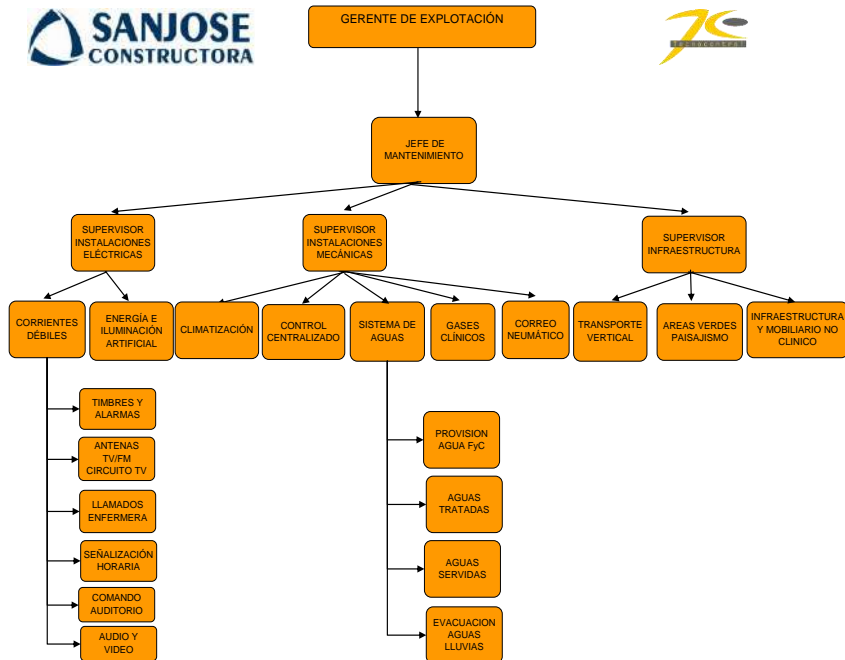 SANJOSE
CONSTRUCTORA
GERENTE DE EXPLOTACIÓN
Tecnocontrol
JEFE DE
MANTENIMIENTO
SUPERVISOR
INSTALACIONES
ELÉCTRICAS
SUPERVISOR
INSTALACIONES
MECÁNICAS
SUPERVISOR
INFRAESTRUCTURA
CORRIENTES
DÉBILES
ENERGÍA E
ILUMINACIÓN
ARTIFICIAL
CLIMATIZACIÓN
CONTROL
CENTRALIZADO
SISTEMA DE
AGUAS
GASES
CLÍNICOS
CORREO
NEUMÁTICO
TRANSPORTE
VERTICAL
AREAS VERDES
PAISAJISMO
INFRAESTRUCTURA
Y MOBILIARIO NO
CLINICO
TIMBRES Y
ALARMAS
ANTENAS
TV/FM
CIRCUITO TV
LLAMADOS
ENFERMERA
SEÑALIZACIÓN
HORARIA
COMANDO
AUDITORIO
AUDIO Y
VIDEO
PROVISION
AGUA FyC
AGUAS
TRATADAS
AGUAS
SERVIDAS
EVACUACION
AGUAS
LLUVIAS